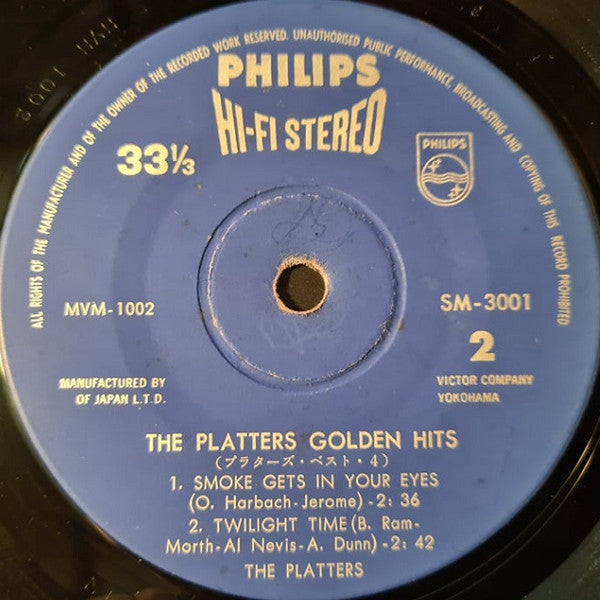 ALL RIGHTS OF THE MANUFACTURER AND OF THE OWNER OF THE RECORDED WORK RESERVED. UNAUTHORISED PUBLIC PERFORMANCE, BROADCASTING AND COPYING OF THIS RECORD PROHIBITED
PHILIPS
HI-FI STEREO
33⅓
PHILIPS
MVM-1002
SM-3001
2
MANUFACTURED BY VICTOR COMPANY
OF JAPAN L.T.D. YOKOHAMA
THE PLATTERS GOLDEN HITS
(プラターズ・ベスト・4)
1. SMOKE GETS IN YOUR EYES
(O. Harbach-Jerome)-2: 36
2. TWILIGHT TIME(B. Ram-
Morth-Al Nevis-A. Dunn)-2: 42
THE PLATTERS